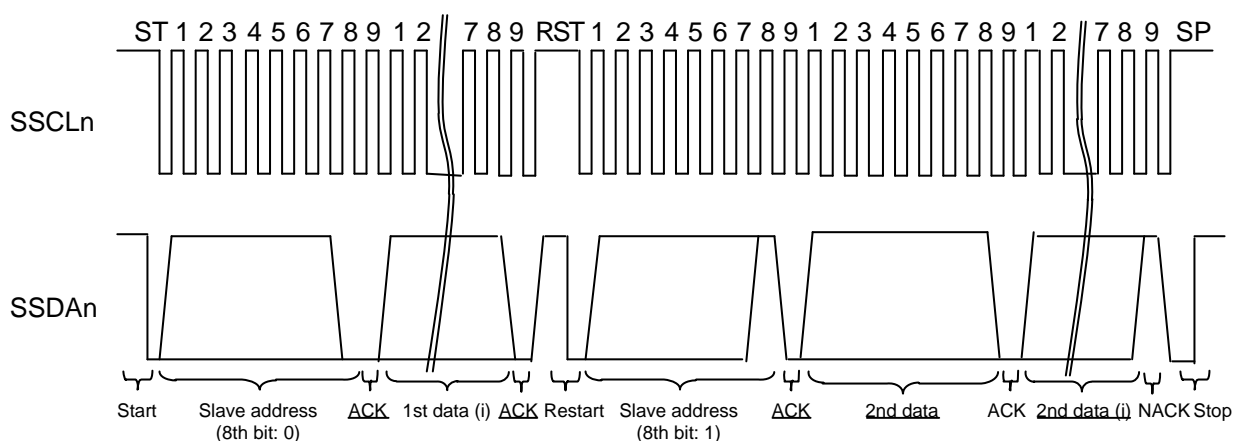 ST 1 2 3 4 5 6 7 8 9 1 2 7 8 9 RST 1 2 3 4 5 6 7 8 9 1 2 3 4 5 6 7 8 9 1 2 7 8 9 SP
SSCLn
SSDAn
Start Slave address ACK 1st data (i) ACK Restart Slave address ACK 2nd data ACK 2nd data (j) NACK Stop
(8th bit: 0) (8th bit: 1)